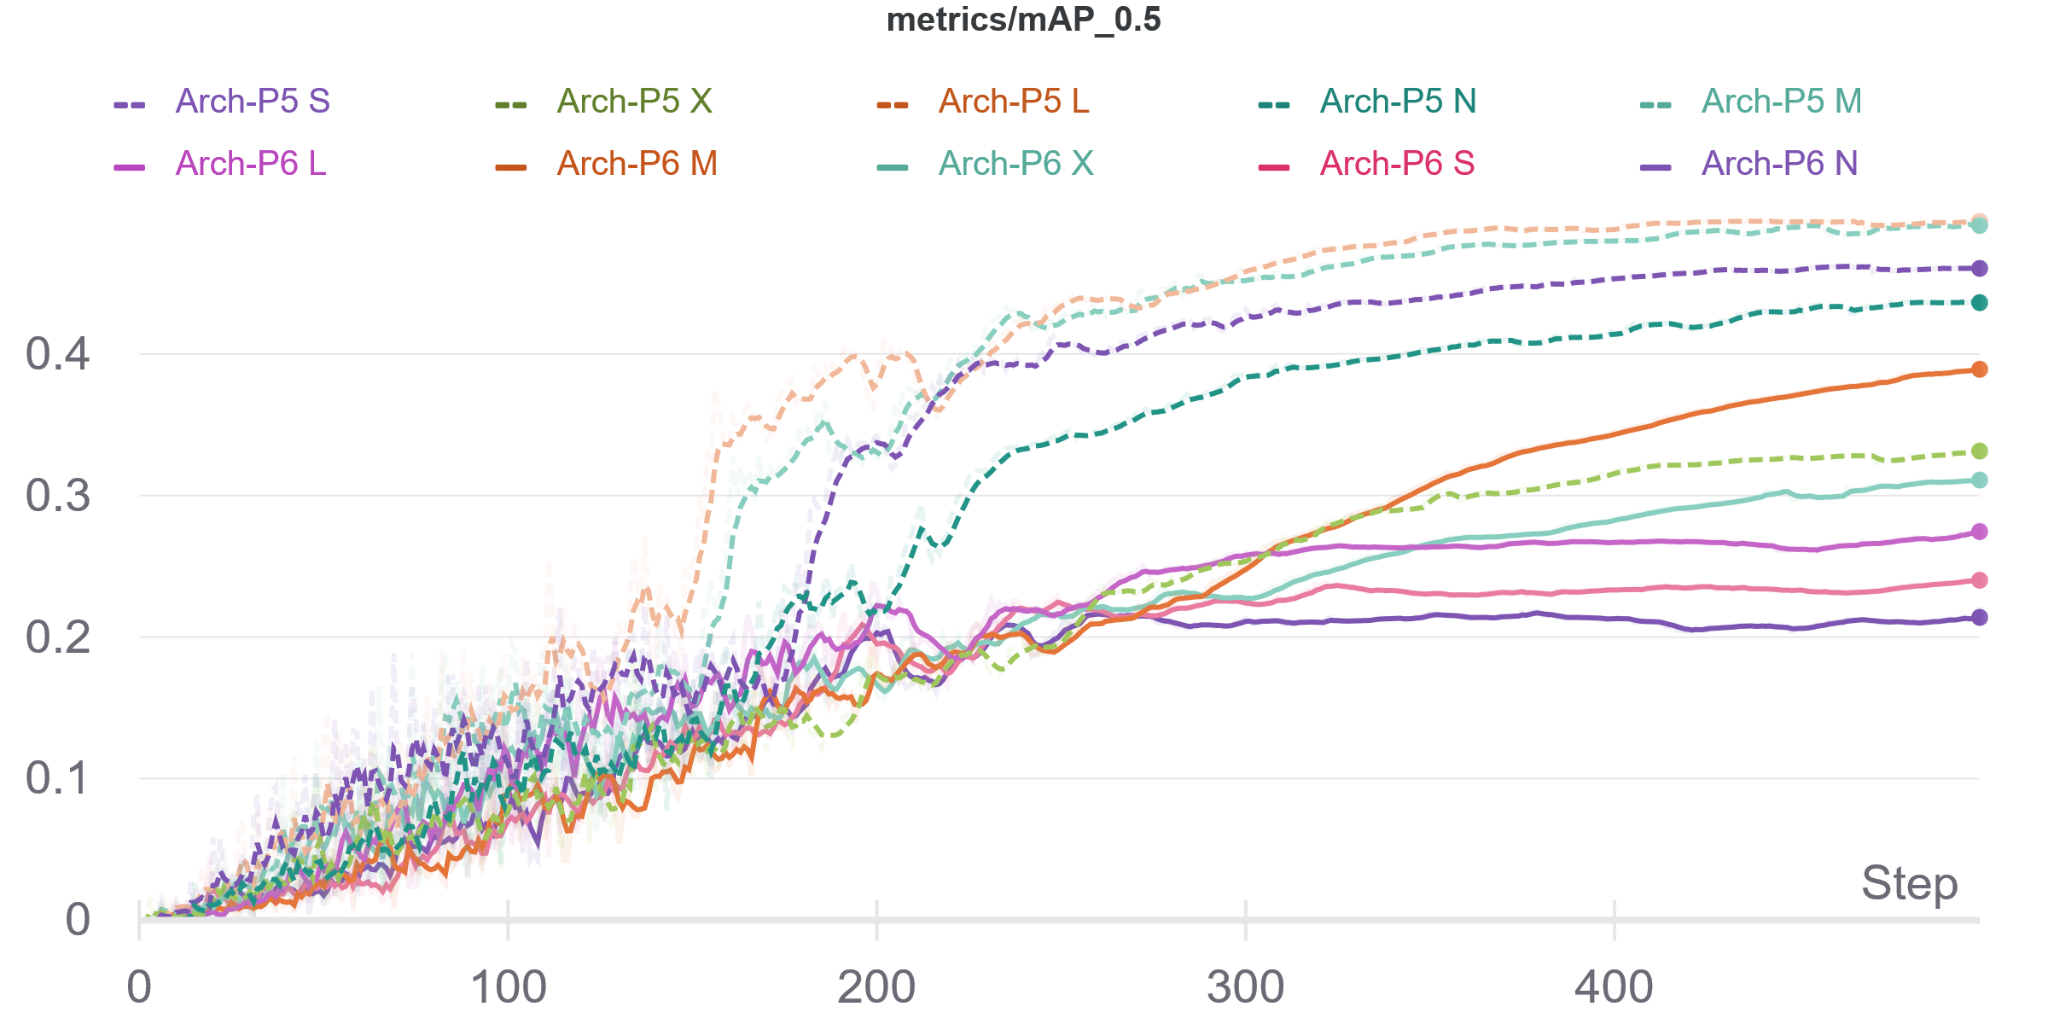 metrics/mAP_0.5
Arch-P5 S Arch-P5 X Arch-P5 L Arch-P5 N Arch-P5 M
Arch-P6 L Arch-P6 M Arch-P6 X Arch-P6 S Arch-P6 N
0.4
0.3
0.2
0.1
Step
0
0 100 200 300 400